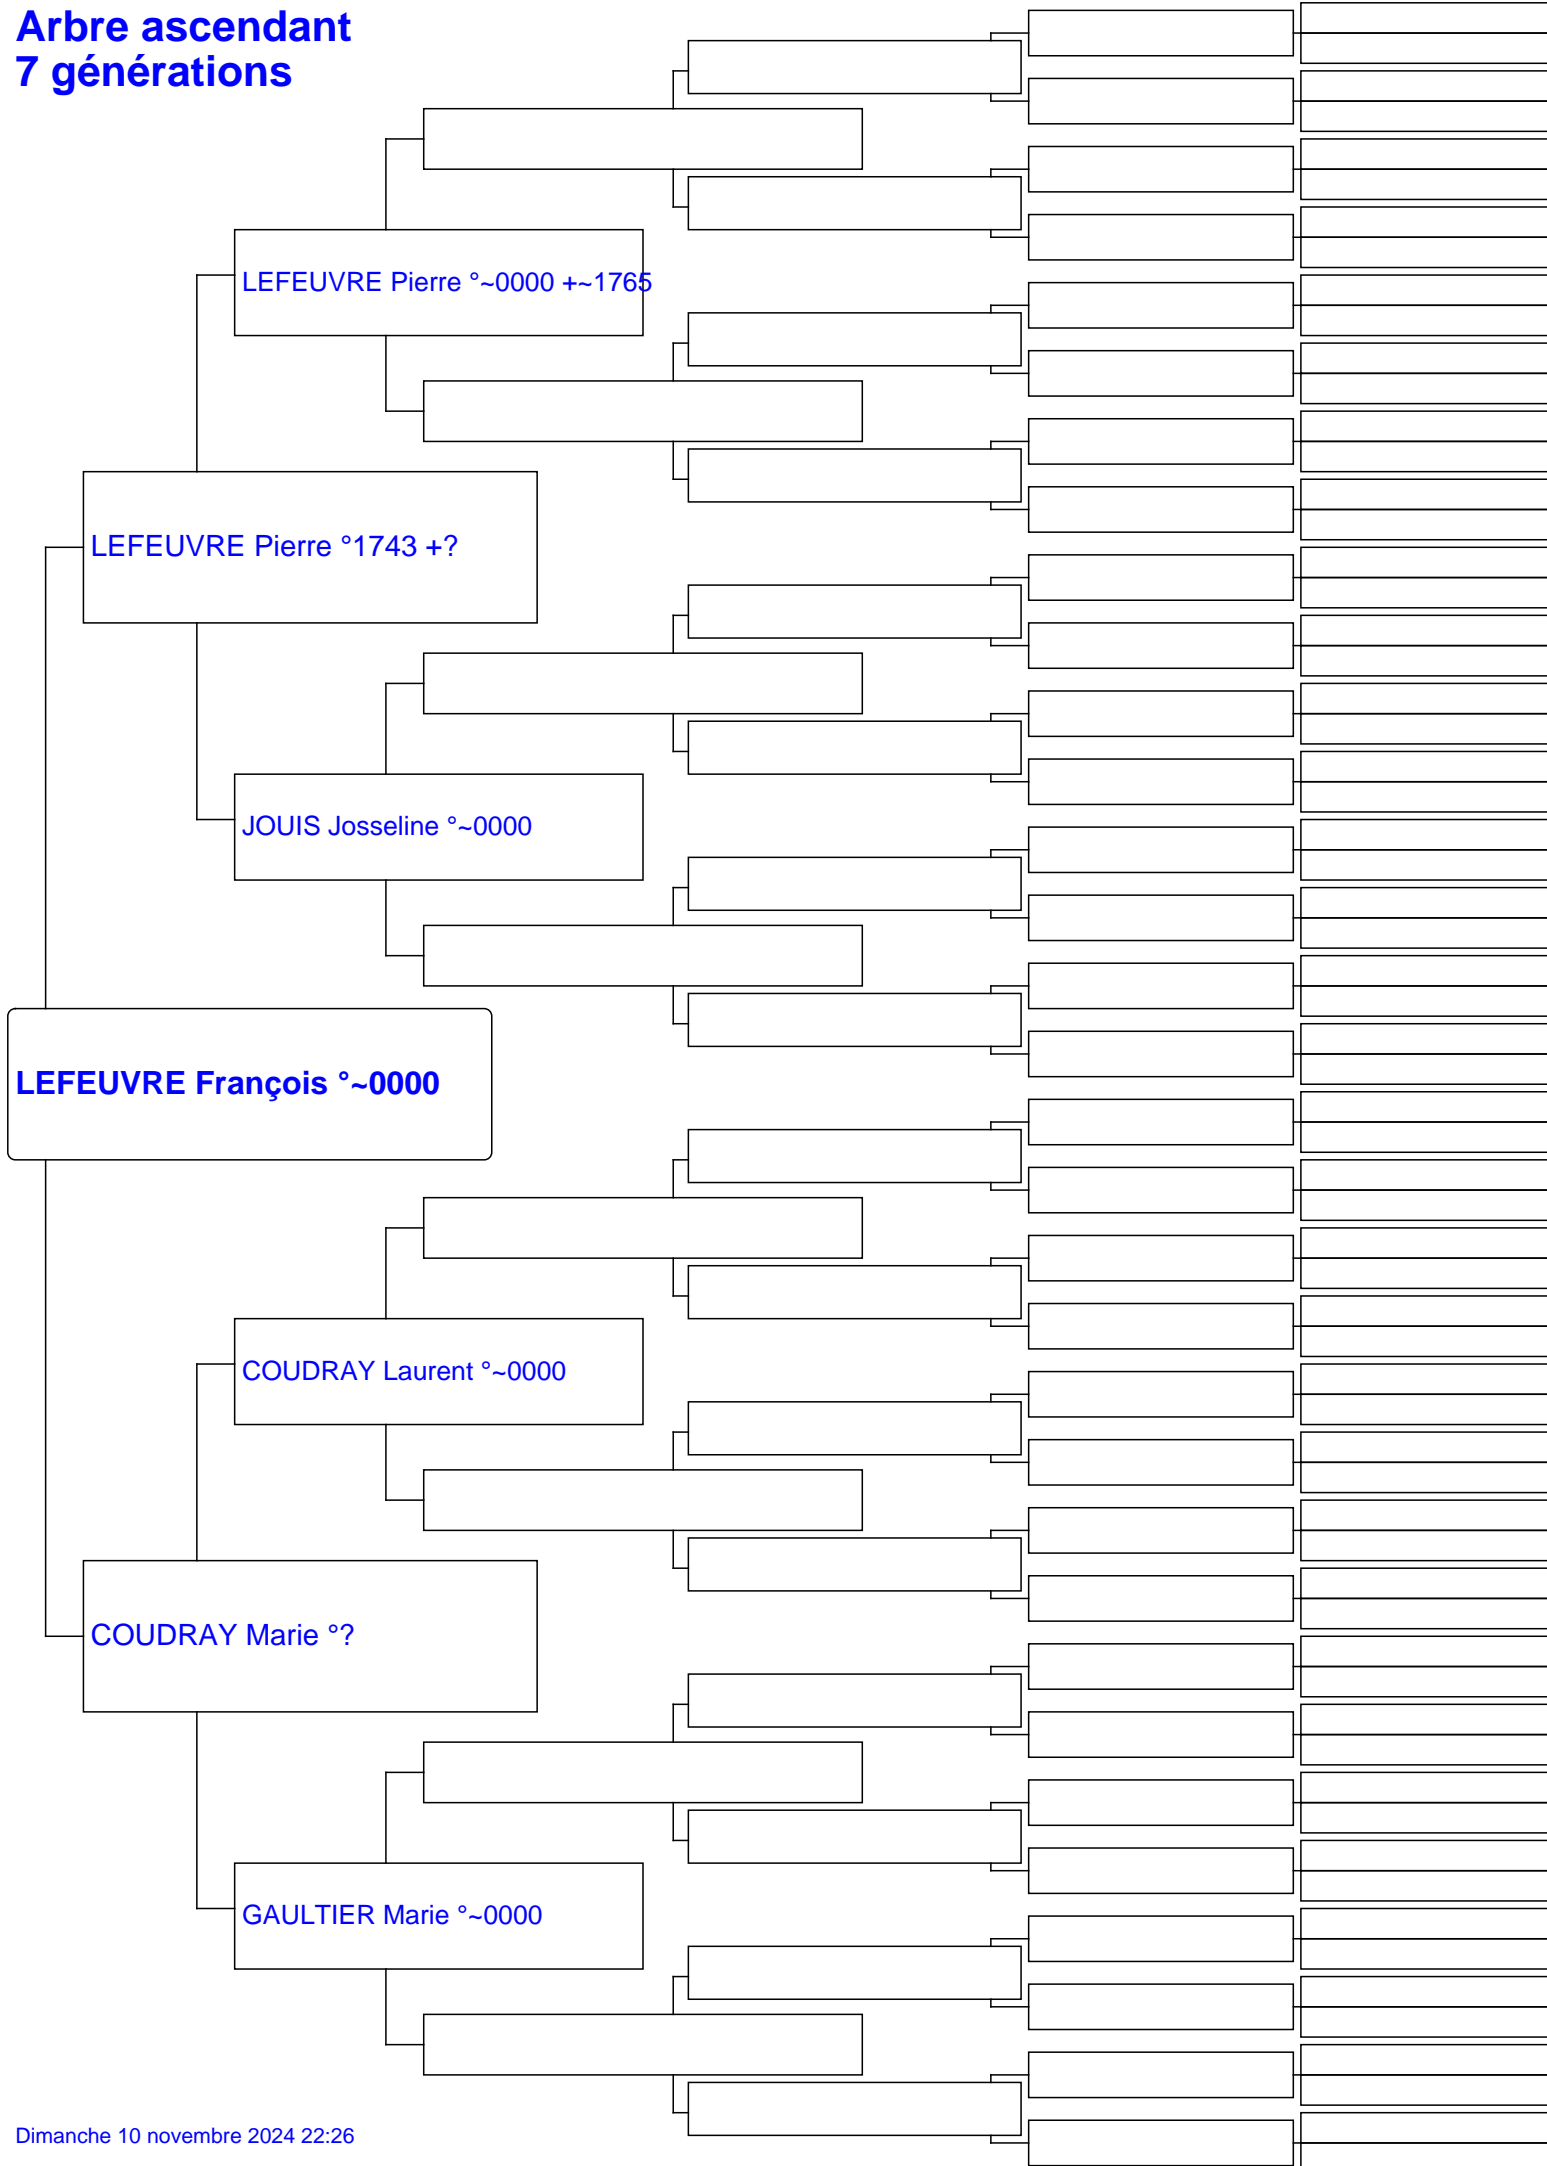 Arbre ascendant
7 générations
LEFEUVRE Pierre °~0000 +~1765
LEFEUVRE Pierre °1743 +?
JOUIS Josseline °~0000
LEFEUVRE François °~0000
COUDRAY Laurent °~0000
COUDRAY Marie °?
GAULTIER Marie °~0000
Dimanche 10 novembre 2024 22:26